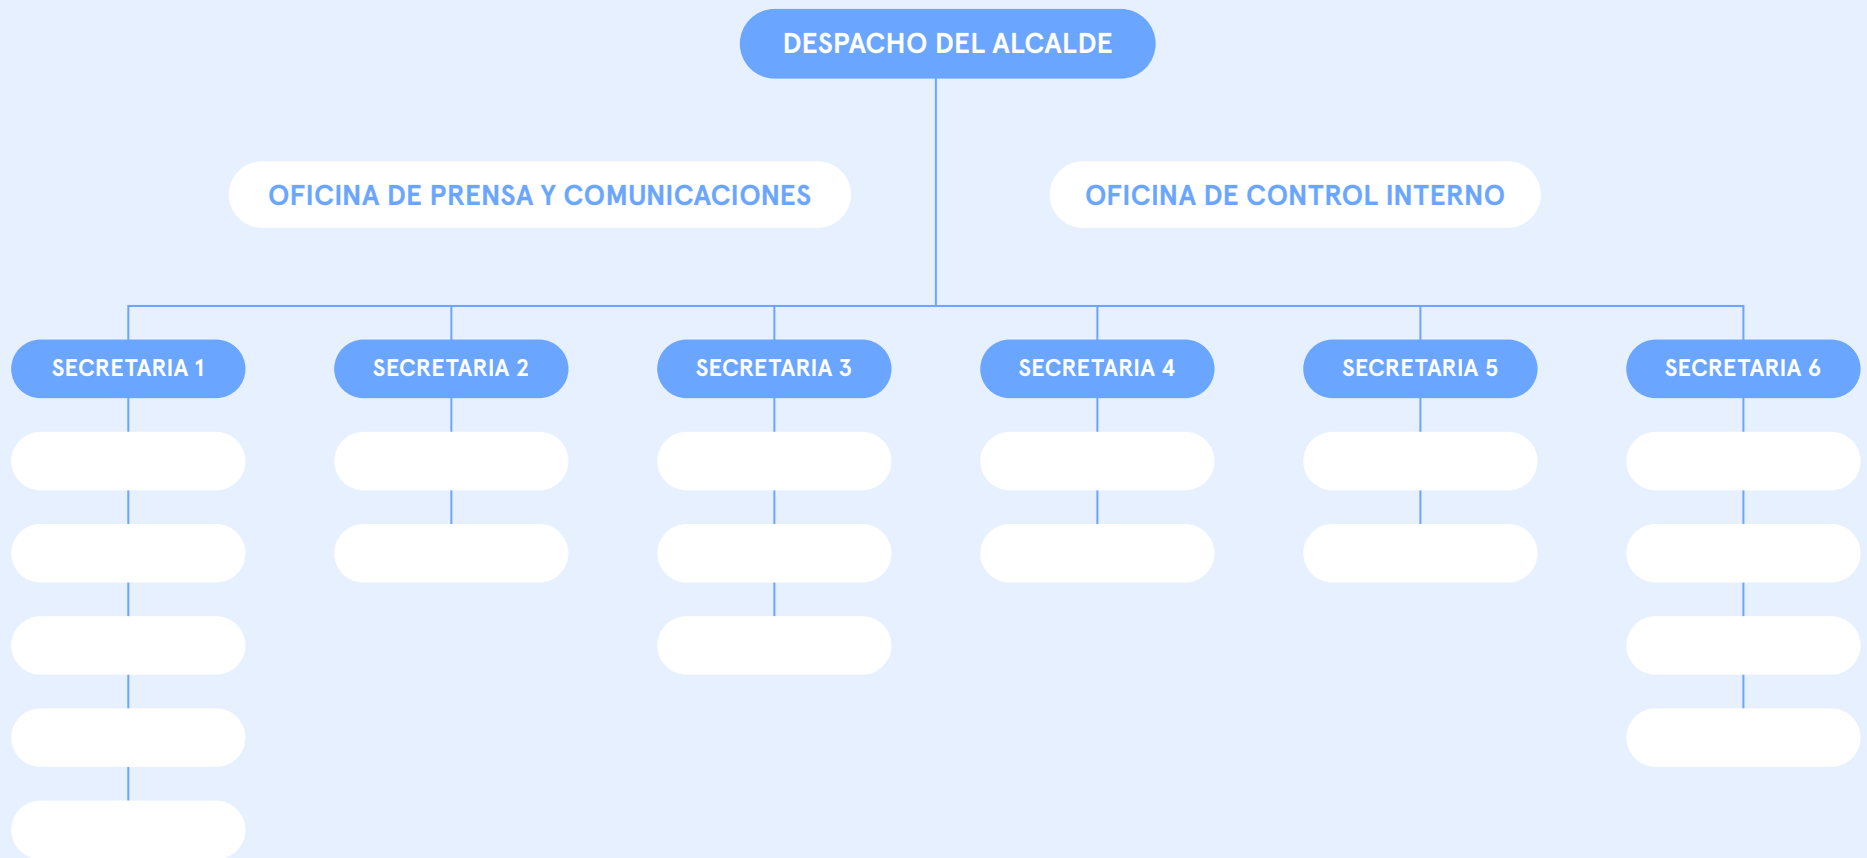 DESPACHO DEL ALCALDE
OFICINA DE PRENSA Y COMUNICACIONES
OFICINA DE CONTROL INTERNO
SECRETARIA 1
SECRETARIA 2
SECRETARIA 3
SECRETARIA 4
SECRETARIA 5
SECRETARIA 6